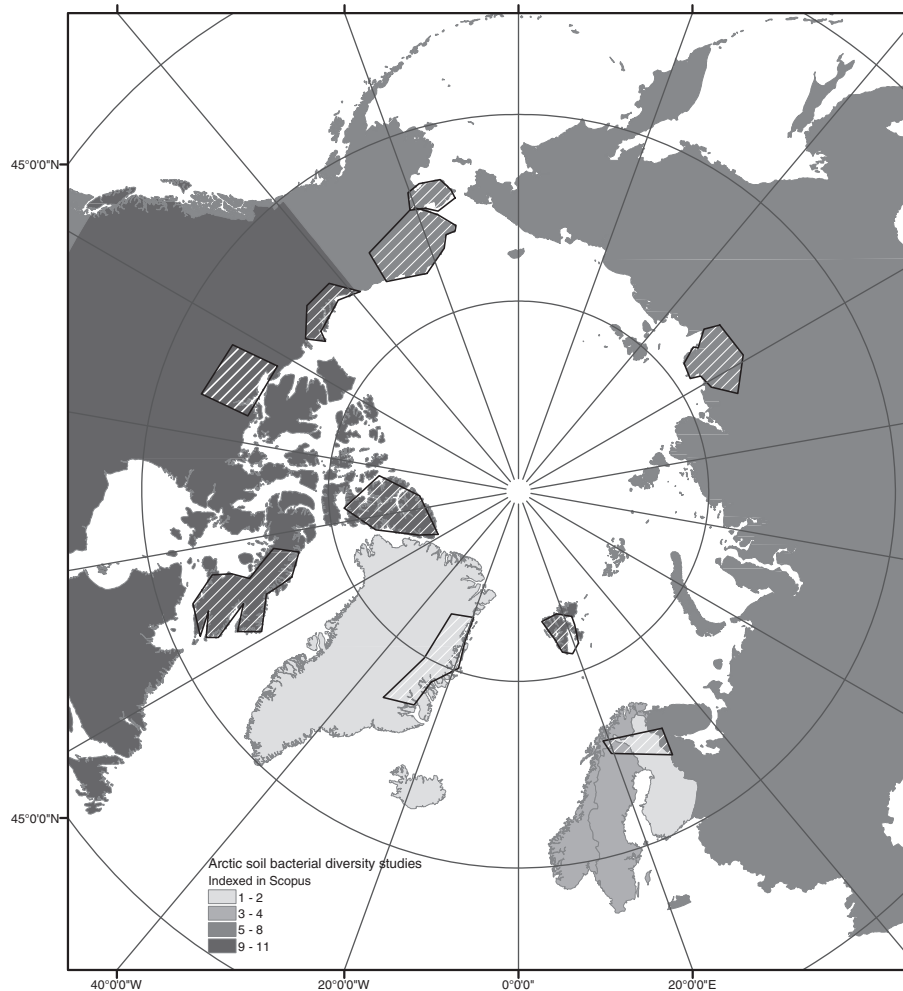 45°0'0"N
45°0'0"N
Arctic soil bacterial diversity studies
Indexed in Scopus
1 - 2
3 - 4
5 - 8
9 - 11
40°0'0"W
20°0'0"W
0°0'0"
20°0'0"E